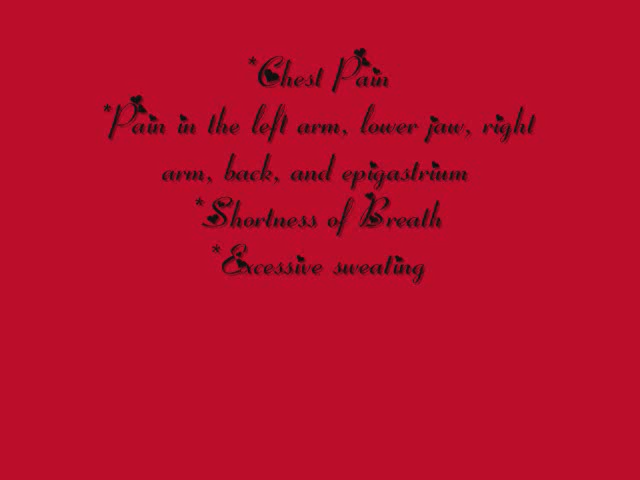 *Chest Pain
*Pain in the left arm, lower jaw, right
arm, back, and epigastrium
*Shortness of Breath
*Excessive sweating